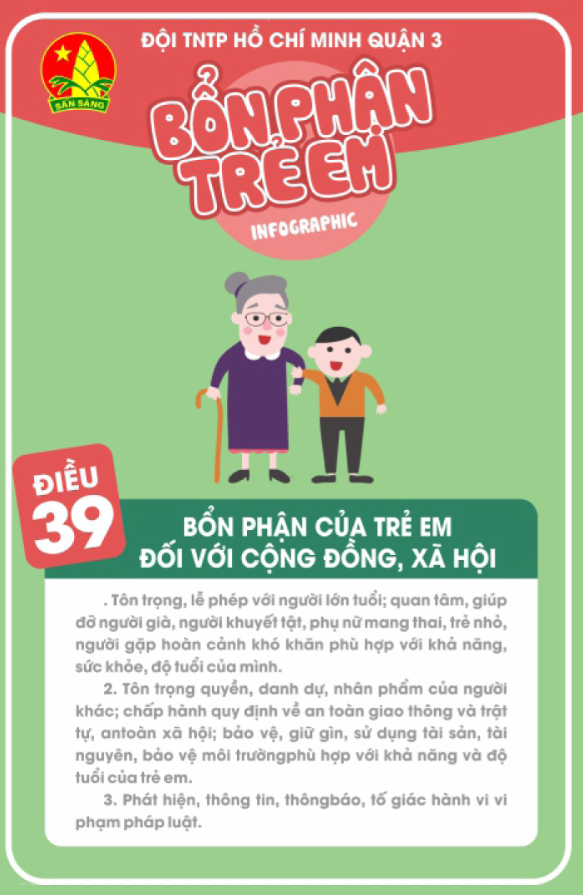 ĐỘI TNTP HỒ CHÍ MINH QUẬN 3
SẴN SÀNG
BỔN PHẬN
TRẺ EM
INFOGRAPHIC
ĐIỀU
39
BỔN PHẬN CỦA TRẺ EM
ĐỐI VỚI CỘNG ĐỒNG, XÃ HỘI
. Tôn trọng, lễ phép với người lớn tuổi; quan tâm, giúp
đỡ người già, người khuyết tật, phụ nữ mang thai, trẻ nhỏ,
người gặp hoàn cảnh khó khăn phù hợp với khả năng,
sức khỏe, độ tuổi của mình.
2. Tôn trọng quyền, danh dự, nhân phẩm của người
khác; chấp hành quy định về an toàn giao thông và trật
tự, antoàn xã hội; bảo vệ, giữ gìn, sử dụng tài sản, tài
nguyên, bảo vệ môi trườngphù hợp với khả năng và độ
tuổi của trẻ em.
3. Phát hiện, thông tin, thôngbáo, tố giác hành vi vi
phạm pháp luật.